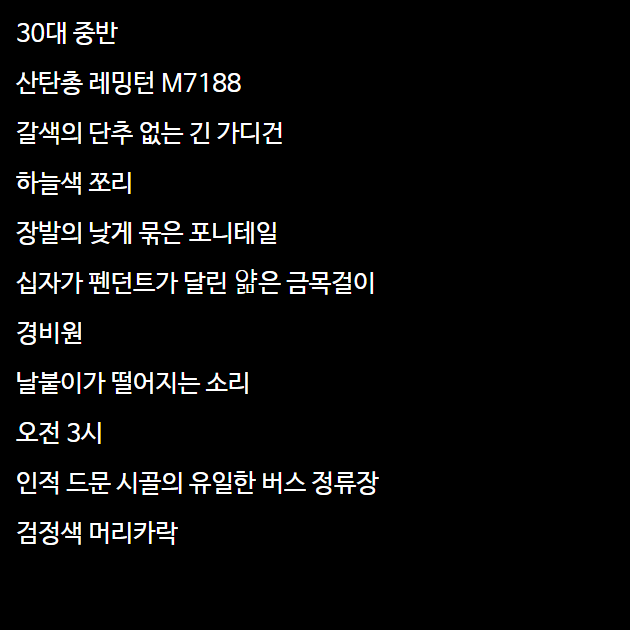 30대 중반
산탄총 레밍턴 M7188
갈색의 단추 없는 긴 가디건
하늘색 쪼리
장발의 낮게 묶은 포니테일
십자가 펜던트가 달린 얇은 금목걸이
경비원
날붙이가 떨어지는 소리
오전 3시
인적 드문 시골의 유일한 버스 정류장
검정색 머리카락